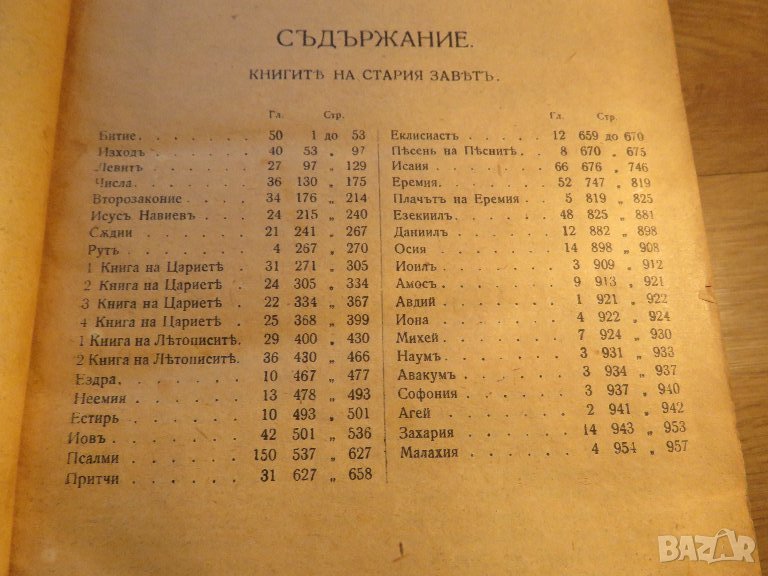 СЪДЪРЖАНИЕ.
КНИГИТѢ НА СТАРИЯ ЗАВѢТЪ.
Гл. Стр.
Битие . . . . . . . 50 1 до 53
Изходъ . . . . . . 40 53 „ 97
Левитъ . . . . . . 27 97 „ 129
Числа . . . . . . . 36 130 „ 175
Второзаконие . . . . 34 176 „ 214
Исусъ Навиевъ . . . 24 215 „ 240
Сѫдии . . . . . . . 21 241 „ 267
Рутъ . . . . . . . 4 267 „ 270
1 Книга на Царетѣ . 31 271 „ 305
2 Книга на Царетѣ . 24 305 „ 334
3 Книга на Царетѣ . 22 334 „ 367
4 Книга на Царетѣ . 25 368 „ 399
1 Книга на Лѣтописитѣ. 29 400 „ 430
2 Книга на Лѣтописитѣ. 36 430 „ 466
Ездра. . . . . . . 10 467 „ 477
Неемия . . . . . . 13 478 „ 493
Естирь . . . . . . 10 493 „ 501
Иовъ . . . . . . . 42 501 „ 536
Псалми . . . . . . 150 537 „ 627
Притчи . . . . . . 31 627 „ 658
Гл. Стр.
Еклисиастъ . . . . . 12 659 до 670
Пѣсень на Пѣснитѣ. . 8 670 „ 675
Исаия . . . . . . . 66 676 „ 746
Еремия. . . . . . . 52 747 „ 819
Плачътъ на Еремия . . 5 819 „ 825
Езекиилъ . . . . . . 48 825 „ 881
Даниилъ . . . . . . 12 882 „ 898
Осия . . . . . . . 14 898 „ 908
Иоилъ . . . . . . . 3 909 „ 912
Амосъ . . . . . . . 9 913 „ 921
Авдий . . . . . . . 1 921 „ 922
Иона . . . . . . . 4 922 „ 924
Михей . . . . . . . 7 924 „ 930
Наумъ . . . . . . . 3 931 „ 933
Авакумъ . . . . . . 3 934 „ 937
Софония . . . . . . 3 937 „ 940
Агей . . . . . . . 2 941 „ 942
Захария . . . . . . 14 943 „ 953
Малахия . . . . . . 4 954 „ 957
BAZAR